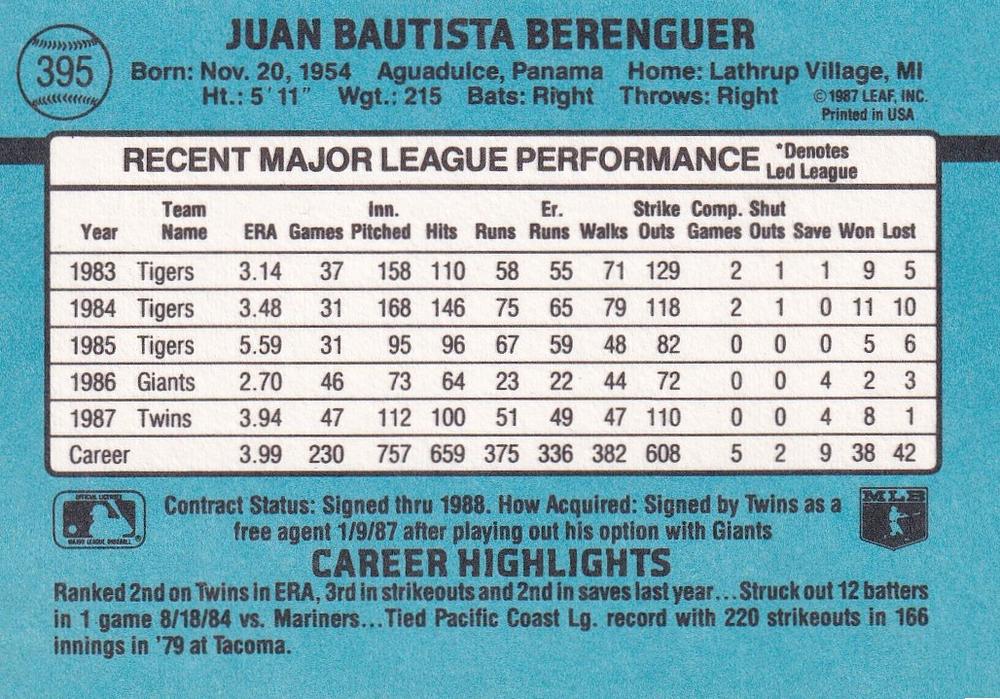 JUAN BAUTISTA BERENGUER
395
Born: Nov. 20, 1954 Aguadulce, Panama Home: Lathrup Village, MI
Ht.: 5' 11" Wgt.: 215 Bats: Right Throws: Right ©1987 LEAF, INC.
Printed in USA
RECENT MAJOR LEAGUE PERFORMANCE *Denotes
Led League
Team Inn. Er. Strike Comp. Shut
Year Name ERA Games Pitched Hits Runs Runs Walks Outs Games Outs Save Won Lost
1983 Tigers 3.14 37 158 110 58 55 71 129 2 1 1 9 5
1984 Tigers 3.48 31 168 146 75 65 79 118 2 1 0 11 10
1985 Tigers 5.59 31 95 96 67 59 48 82 0 0 0 5 6
1986 Giants 2.70 46 73 64 23 22 44 72 0 0 4 2 3
1987 Twins 3.94 47 112 100 51 49 47 110 0 0 4 8 1
Career 3.99 230 757 659 375 336 382 608 5 2 9 38 42
OFFICIAL LICENSEE
MAJOR LEAGUE BASEBALL
MLB
Contract Status: Signed thru 1988. How Acquired: Signed by Twins as a
free agent 1/9/87 after playing out his option with Giants
CAREER HIGHLIGHTS
Ranked 2nd on Twins in ERA, 3rd in strikeouts and 2nd in saves last year...Struck out 12 batters
in 1 game 8/18/84 vs. Mariners...Tied Pacific Coast Lg. record with 220 strikeouts in 166
innings in '79 at Tacoma.